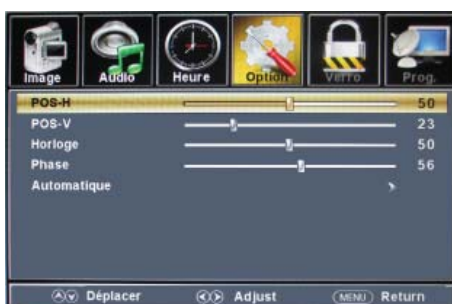 Image Audio Heure Option Verro Prog.
POS-H 50
POS-V 23
Horloge 50
Phase 56
Automatique
Déplacer Adjust MENU Return